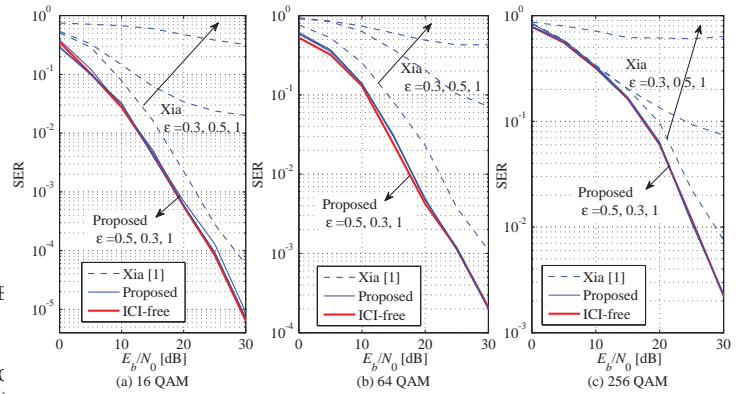 10^0
10^-1
10^-2
10^-3
10^-4
10^-5
SER
Xia
ε =0.3, 0.5, 1
Proposed
ε =0.5, 0.3, 1
Xia [1]
Proposed
ICI-free
0 10 20 30
E_b/N_0 [dB]
(a) 16 QAM
10^0
10^-1
10^-2
10^-3
10^-4
SER
Xia
ε =0.3, 0.5, 1
Proposed
ε =0.5, 0.3, 1
Xia [1]
Proposed
ICI-free
0 10 20 30
E_b/N_0 [dB]
(b) 64 QAM
10^0
10^-1
10^-2
10^-3
SER
Xia
ε =0.3, 0.5, 1
Proposed
ε =0.5, 0.3, 1
Xia [1]
Proposed
ICI-free
0 10 20 30
E_b/N_0 [dB]
(c) 256 QAM